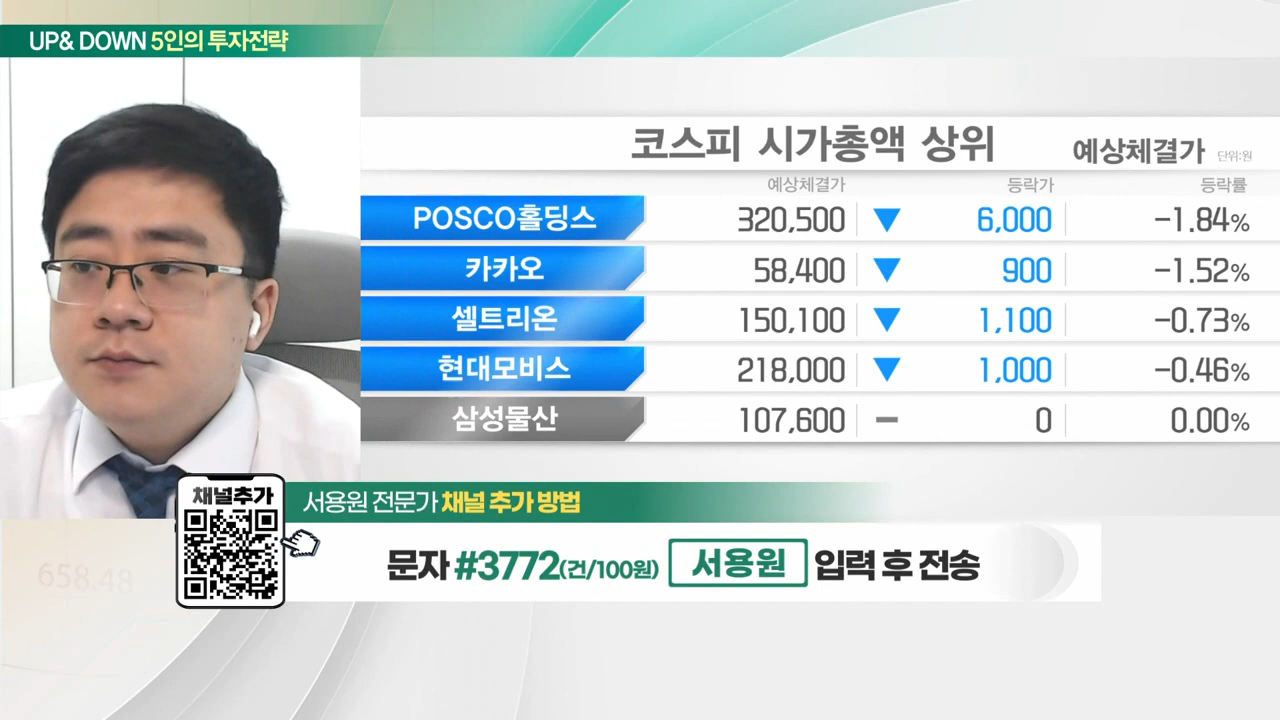 UP& DOWN 5인의 투자전략
코스피 시가총액 상위 예상체결가 단위:원
예상체결가 등락가 등락률
POSCO홀딩스 320,500 ▼ 6,000 -1.84%
카카오 58,400 ▼ 900 -1.52%
셀트리온 150,100 ▼ 1,100 -0.73%
현대모비스 218,000 ▼ 1,000 -0.46%
삼성물산 107,600 - 0 0.00%
채널추가
서용원 전문가 채널 추가 방법
문자 #3772(건/100원) 서용원 입력 후 전송
658.48